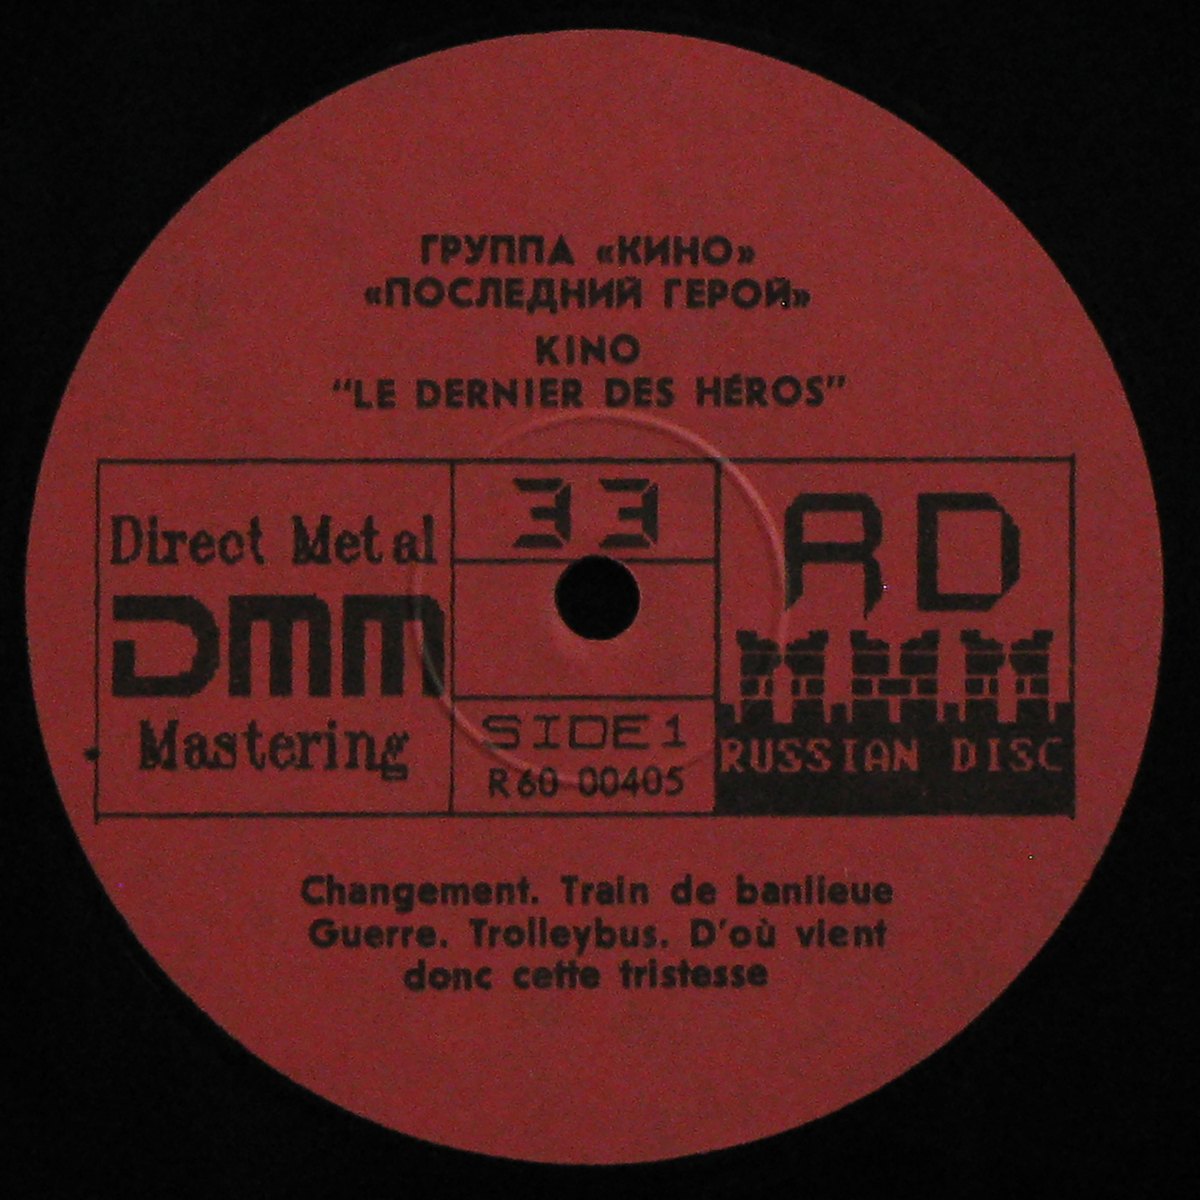 ГРУППА «КИНО»
«ПОСЛЕДНИЙ ГЕРОЙ»
KINO
“LE DERNIER DES HÉROS”
Direct Metal
DMM
Mastering
33
SIDE 1
R60 00405
RD
RUSSIAN DISC
Changement. Train de banlieue
Guerre. Trolleybus. D'où vient
donc cette tristesse